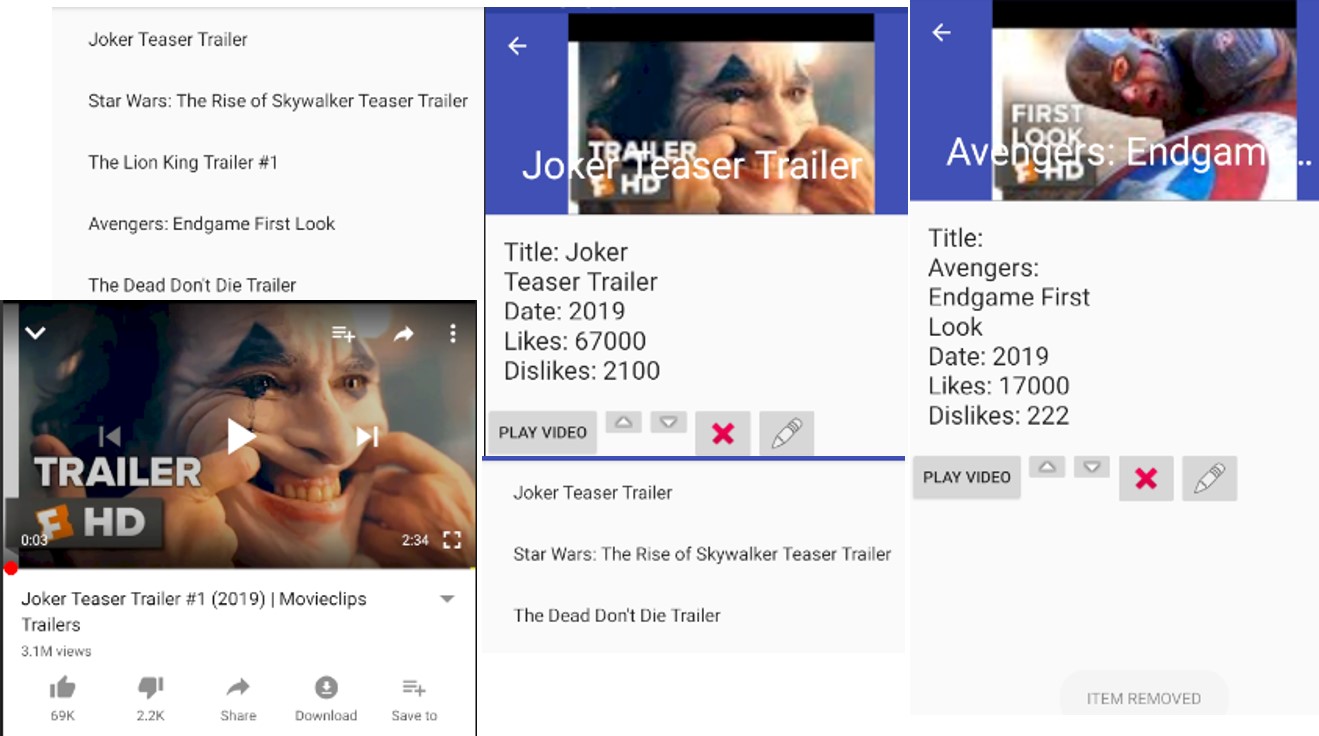 Joker Teaser Trailer
Star Wars: The Rise of Skywalker Teaser Trailer
The Lion King Trailer #1
Avengers: Endgame First Look
The Dead Don't Die Trailer
TRAILER
HD
0:03
2:34
Joker Teaser Trailer #1 (2019) | Movieclips
Trailers
3.1M views
69K
2.2K
Share
Download
Save to
TRAILER
HD
Joker Teaser Trailer
Title: Joker
Teaser Trailer
Date: 2019
Likes: 67000
Dislikes: 2100
PLAY VIDEO
Joker Teaser Trailer
Star Wars: The Rise of Skywalker Teaser Trailer
The Dead Don't Die Trailer
FIRST
LOOK
HD
Avengers: Endgame ...
Title:
Avengers:
Endgame First
Look
Date: 2019
Likes: 17000
Dislikes: 222
PLAY VIDEO
ITEM REMOVED